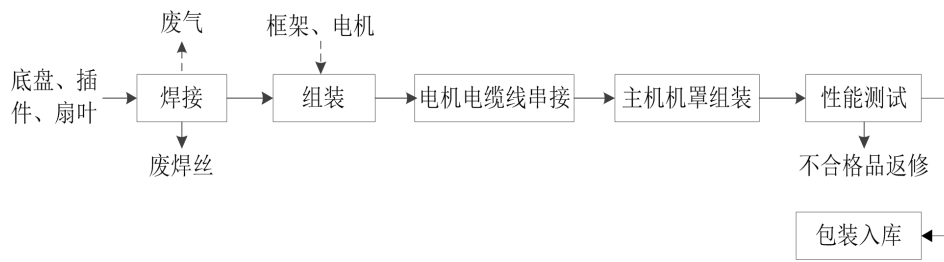 废气
框架、电机
底盘、插
件、扇叶
焊接
组装
电机电缆线串接
主机机罩组装
性能测试
废焊丝
不合格品返修
包装入库